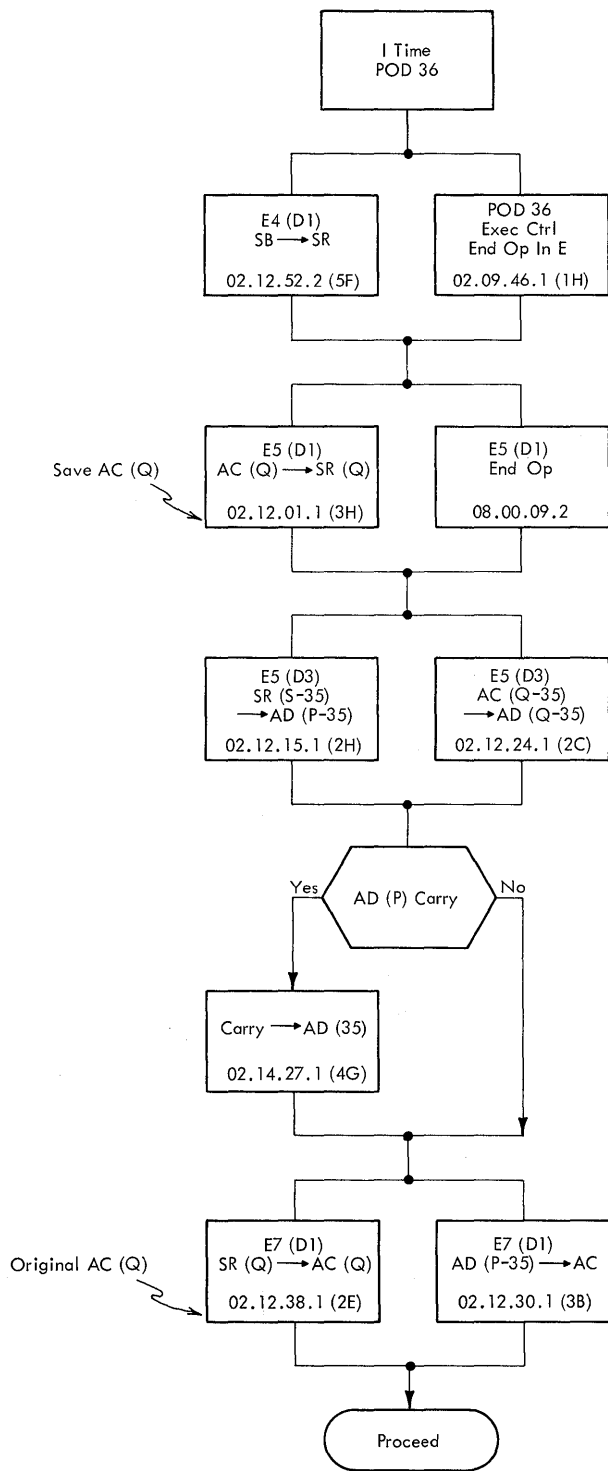 I Time
POD 36
E4 (D1)
SB → SR
02.12.52.2 (5F)
POD 36
Exec Ctrl
End Op In E
02.09.46.1 (1H)
Save AC (Q)
E5 (D1)
AC (Q) → SR (Q)
02.12.01.1 (3H)
E5 (D1)
End Op
08.00.09.2
E5 (D3)
SR (S-35)
→ AD (P-35)
02.12.15.1 (2H)
E5 (D3)
AC (Q-35)
→ AD (Q-35)
02.12.24.1 (2C)
Yes
AD (P) Carry
No
Carry → AD (35)
02.14.27.1 (4G)
Original AC (Q)
E7 (D1)
SR (Q) → AC (Q)
02.12.38.1 (2E)
E7 (D1)
AD (P-35) → AC
02.12.30.1 (3B)
Proceed